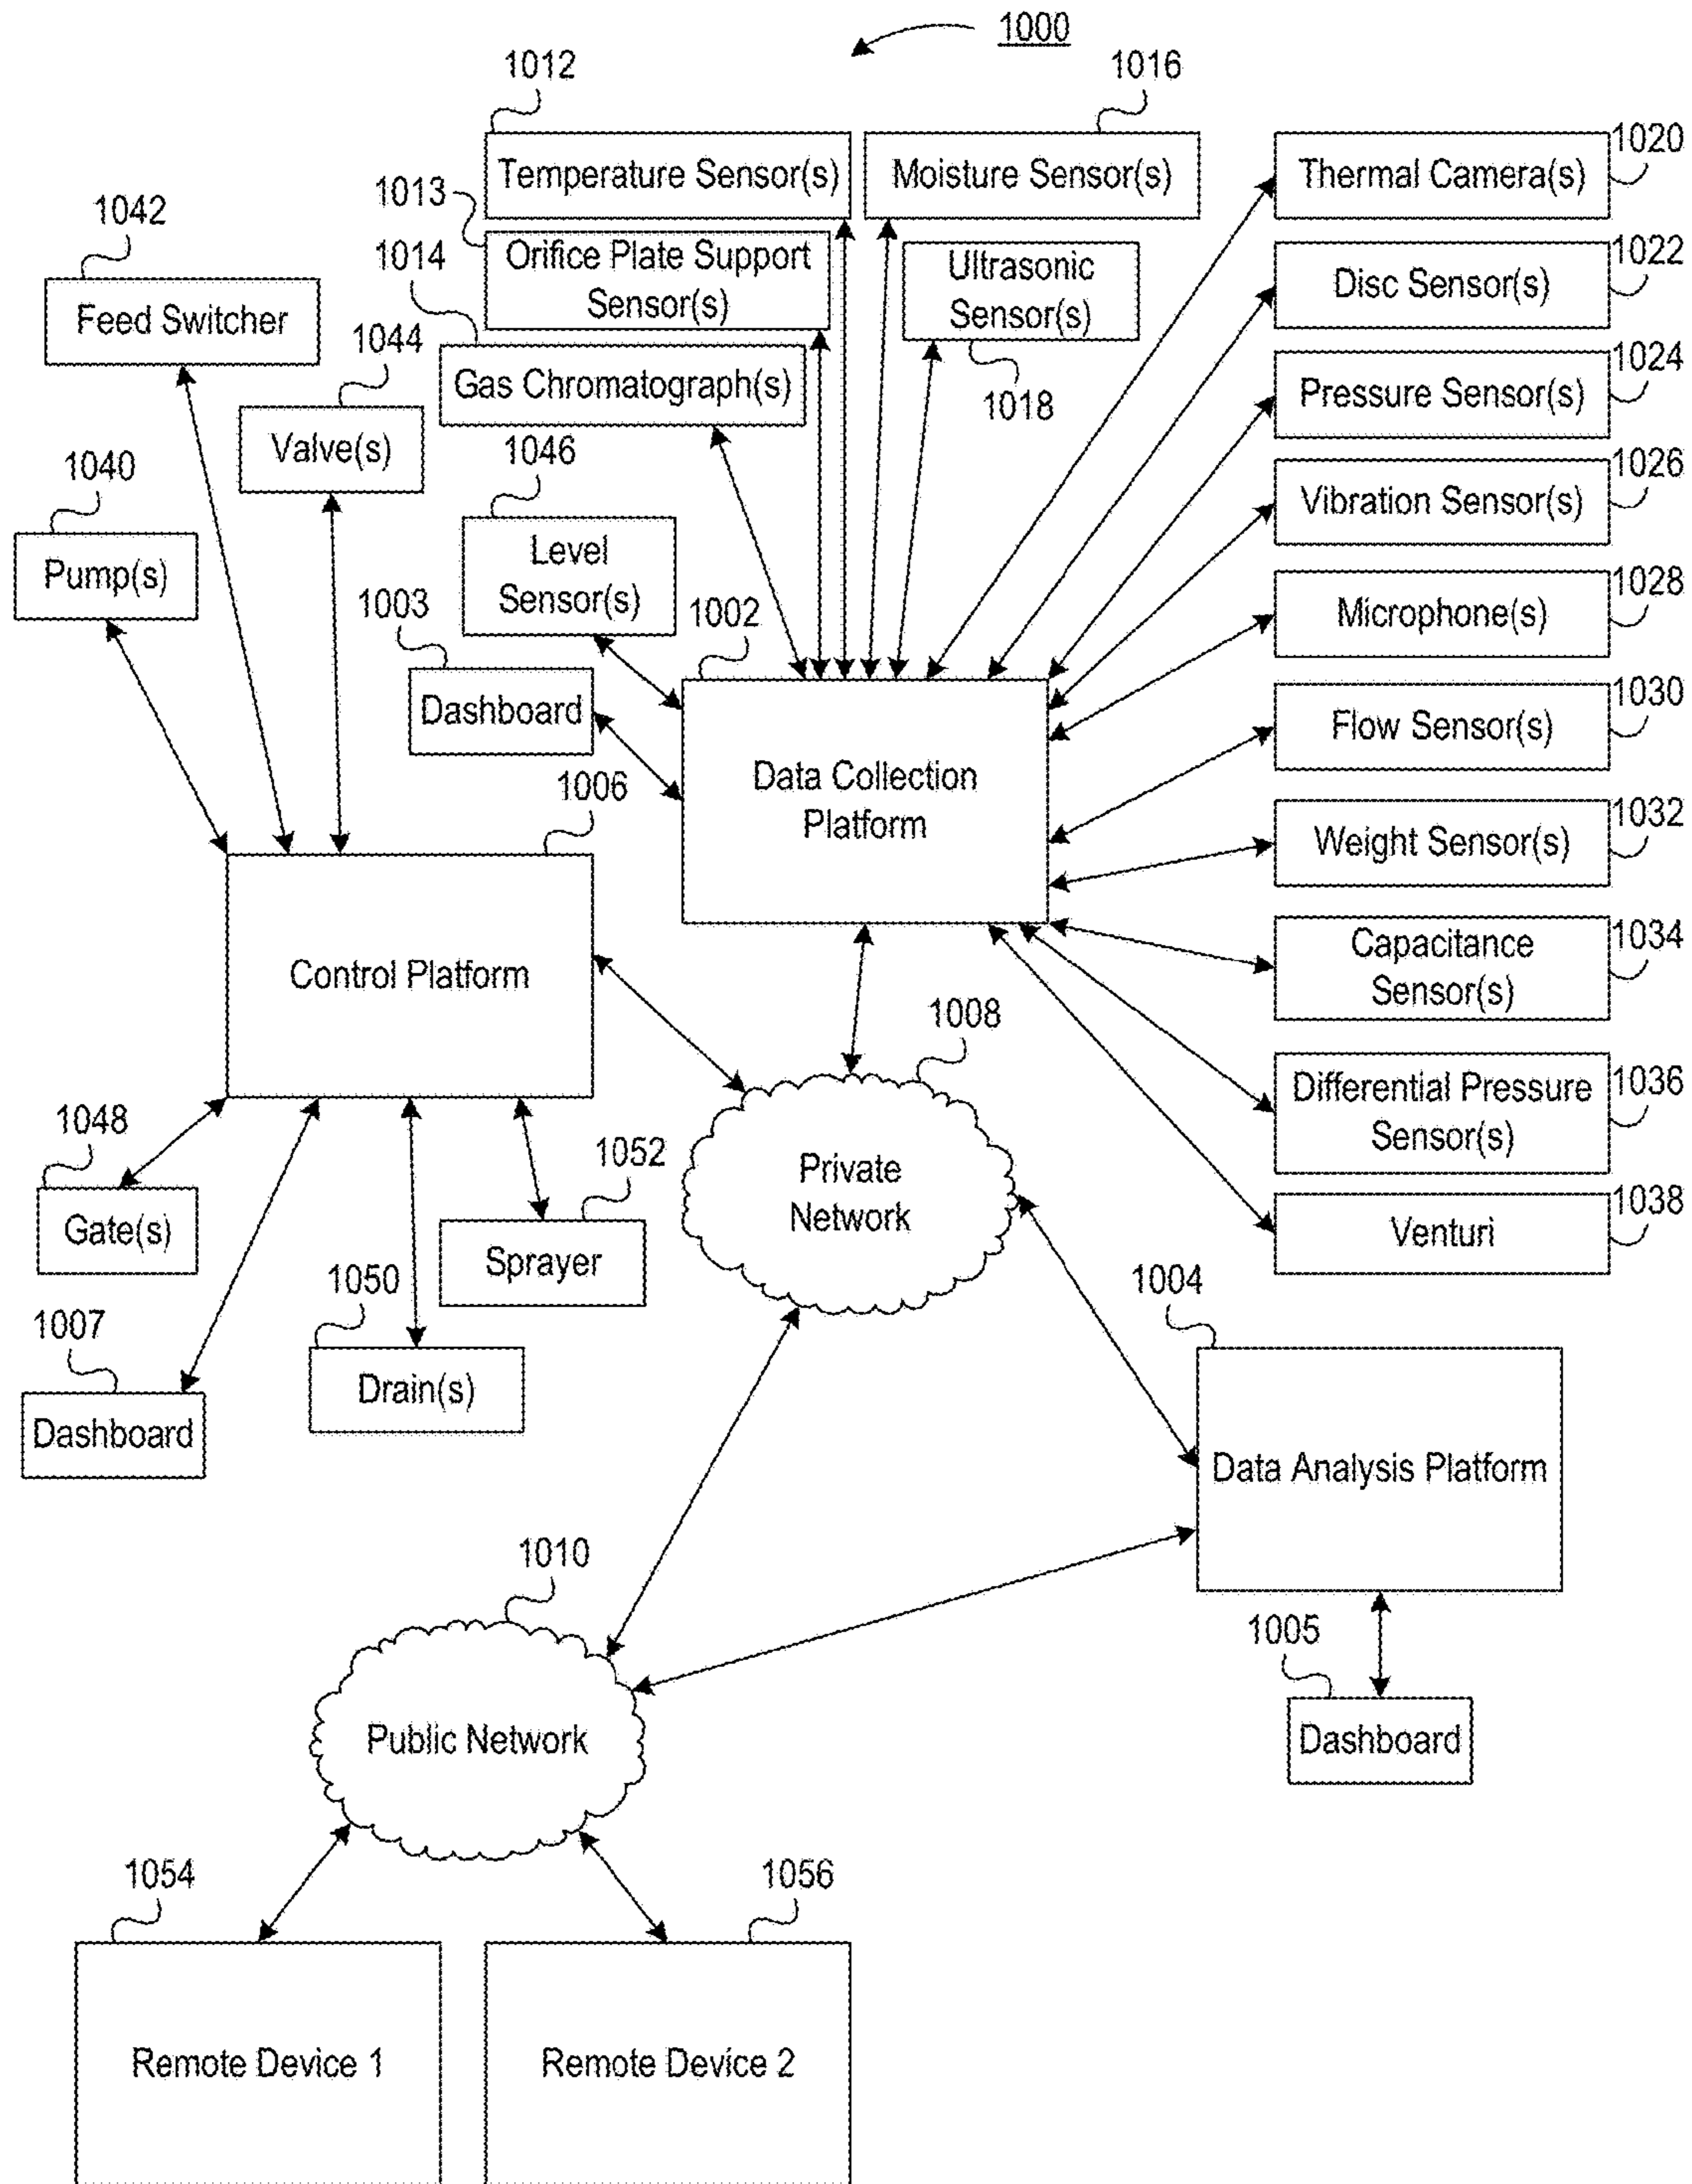 1000
1012
1016
Temperature Sensor(s)
Moisture Sensor(s)
Thermal Camera(s)
1020
1013
1042
1014
Orifice Plate Support
Sensor(s)
Ultrasonic
Sensor(s)
Disc Sensor(s)
1022
Feed Switcher
1044
Gas Chromatograph(s)
1018
Pressure Sensor(s)
1024
Valve(s)
1046
1040
Vibration Sensor(s)
1026
Pump(s)
Level
Sensor(s)
1003
1002
Microphone(s)
1028
Dashboard
Flow Sensor(s)
1030
1006
Data Collection
Platform
Weight Sensor(s)
1032
Control Platform
Capacitance
Sensor(s)
1034
1008
Differential Pressure
Sensor(s)
1036
1048
1052
Private
Network
Gate(s)
Sprayer
Venturi
1038
1050
1004
1007
Drain(s)
Dashboard
Data Analysis Platform
1010
1005
Public Network
Dashboard
1054
1056
Remote Device 1
Remote Device 2